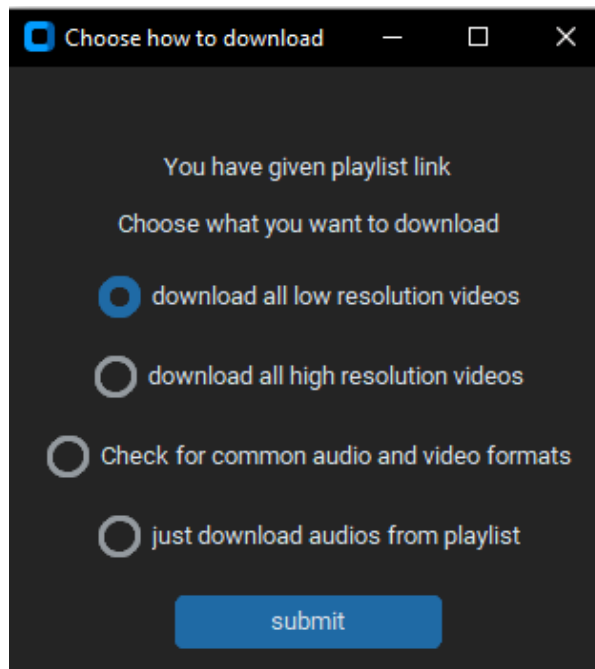 Choose how to download
You have given playlist link
Choose what you want to download
download all low resolution videos
download all high resolution videos
Check for common audio and video formats
just download audios from playlist
submit